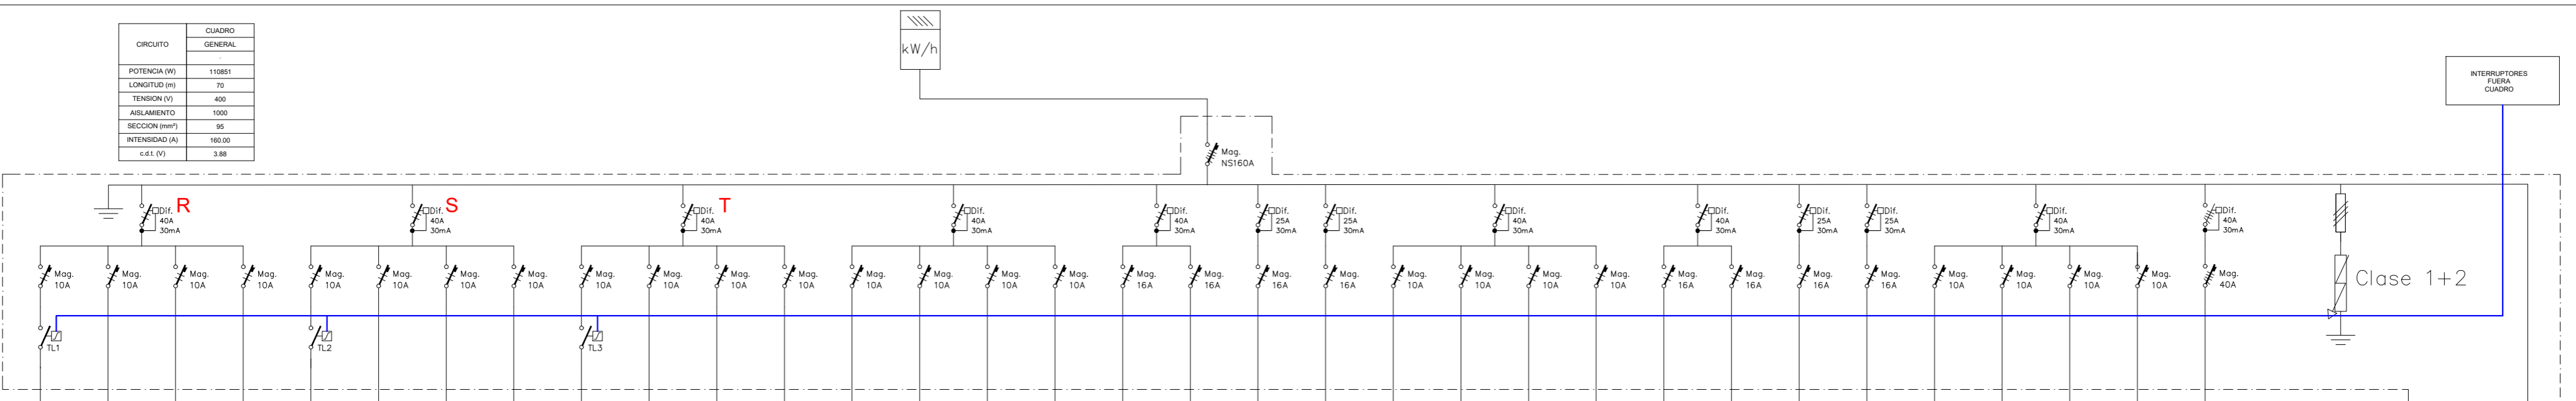 CIRCUITO
CUADRO
GENERAL
-
POTENCIA (W) 110851
LONGITUD (m) 70
TENSION (V) 400
AISLAMIENTO 1000
SECCION (mm²) 95
INTENSIDAD (A) 160.00
c.d.t. (V) 3.88
kW/h
INTERRUPTORES
FUERA
CUADRO
Mag.
NS160A
R
Dif.
40A
30mA
S
Dif.
40A
30mA
T
Dif.
40A
30mA
Dif.
40A
30mA
Dif.
40A
30mA
Dif.
25A
30mA
Dif.
25A
30mA
Dif.
40A
30mA
Dif.
40A
30mA
Dif.
25A
30mA
Dif.
25A
30mA
Dif.
40A
30mA
Dif.
40A
30mA
Mag.
10A
Mag.
10A
Mag.
10A
Mag.
10A
Mag.
10A
Mag.
10A
Mag.
10A
Mag.
10A
Mag.
10A
Mag.
10A
Mag.
10A
Mag.
10A
Mag.
10A
Mag.
10A
Mag.
10A
Mag.
10A
Mag.
16A
Mag.
16A
Mag.
16A
Mag.
16A
Mag.
10A
Mag.
10A
Mag.
10A
Mag.
10A
Mag.
16A
Mag.
16A
Mag.
16A
Mag.
16A
Mag.
10A
Mag.
10A
Mag.
10A
Mag.
10A
Mag.
40A
Clase 1+2
TL1
TL2
TL3